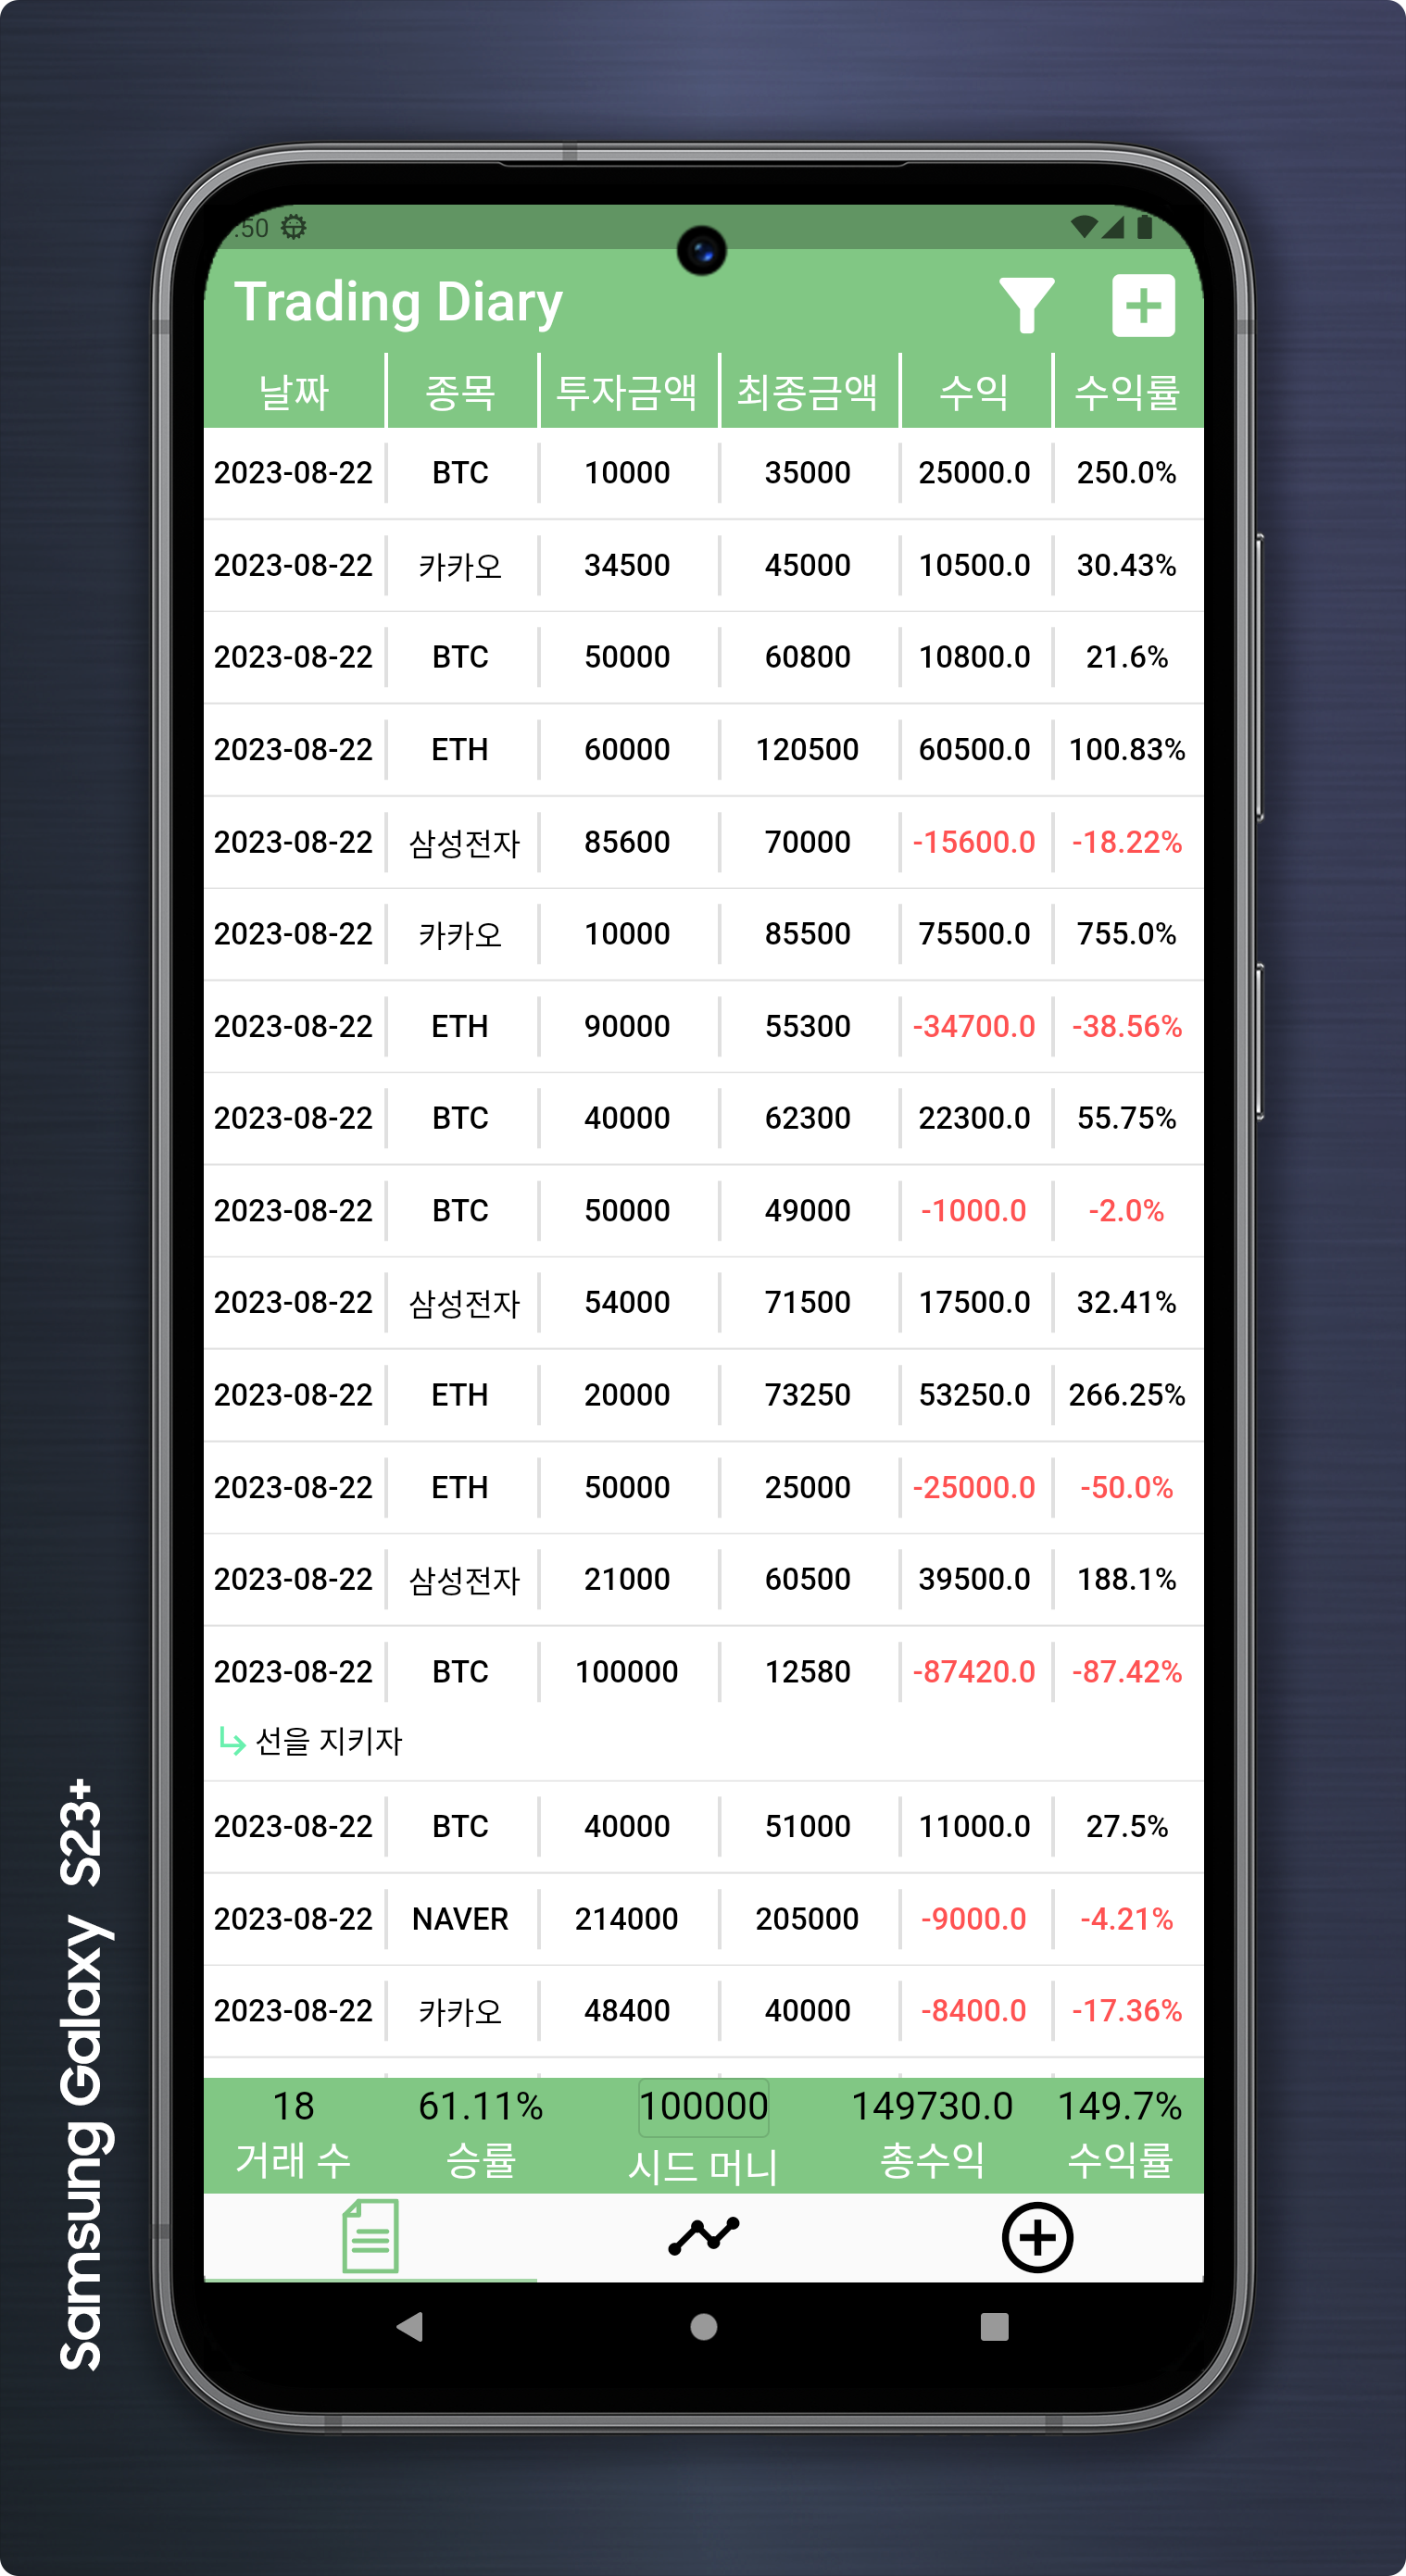 :50
Trading Diary
날짜 종목 투자금액 최종금액 수익 수익률
2023-08-22 BTC 10000 35000 25000.0 250.0%
2023-08-22 카카오 34500 45000 10500.0 30.43%
2023-08-22 BTC 50000 60800 10800.0 21.6%
2023-08-22 ETH 60000 120500 60500.0 100.83%
2023-08-22 삼성전자 85600 70000 -15600.0 -18.22%
2023-08-22 카카오 10000 85500 75500.0 755.0%
2023-08-22 ETH 90000 55300 -34700.0 -38.56%
2023-08-22 BTC 40000 62300 22300.0 55.75%
2023-08-22 BTC 50000 49000 -1000.0 -2.0%
2023-08-22 삼성전자 54000 71500 17500.0 32.41%
2023-08-22 ETH 20000 73250 53250.0 266.25%
2023-08-22 ETH 50000 25000 -25000.0 -50.0%
2023-08-22 삼성전자 21000 60500 39500.0 188.1%
2023-08-22 BTC 100000 12580 -87420.0 -87.42%
선을 지키자
2023-08-22 BTC 40000 51000 11000.0 27.5%
2023-08-22 NAVER 214000 205000 -9000.0 -4.21%
2023-08-22 카카오 48400 40000 -8400.0 -17.36%
18 61.11% 100000 149730.0 149.7%
거래 수 승률 시드 머니 총수익 수익률
Samsung Galaxy S23+